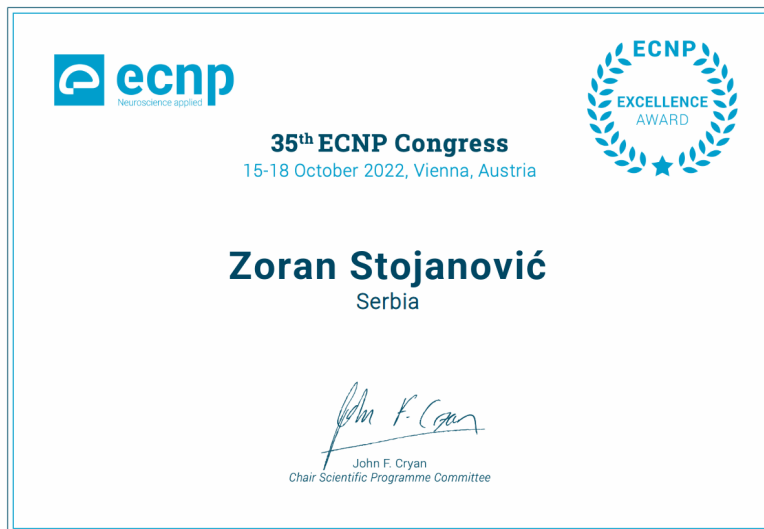 ecnp
Neuroscience applied
ECNP
EXCELLENCE
AWARD
35th ECNP Congress
15-18 October 2022, Vienna, Austria
Zoran Stojanović
Serbia
John F. Cryan
John F. Cryan
Chair Scientific Programme Committee